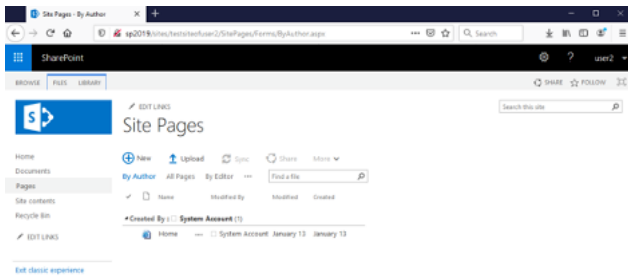 Site Pages - By Author
sp2019/sites/testsiteofuser2/SitePages/Forms/ByAuthor.aspx
Search
SharePoint
user2
BROWSE FILES LIBRARY
SHARE FOLLOW
EDIT LINKS
Search this site
Site Pages
Home
Documents
Pages
Site contents
Recycle Bin
EDIT LINKS
Exit classic experience
New Upload Sync Share More
By Author All Pages By Editor ... Find a file
Name Modified By Modified Created
Created By : System Account (1)
Home ... System Account January 13 January 13